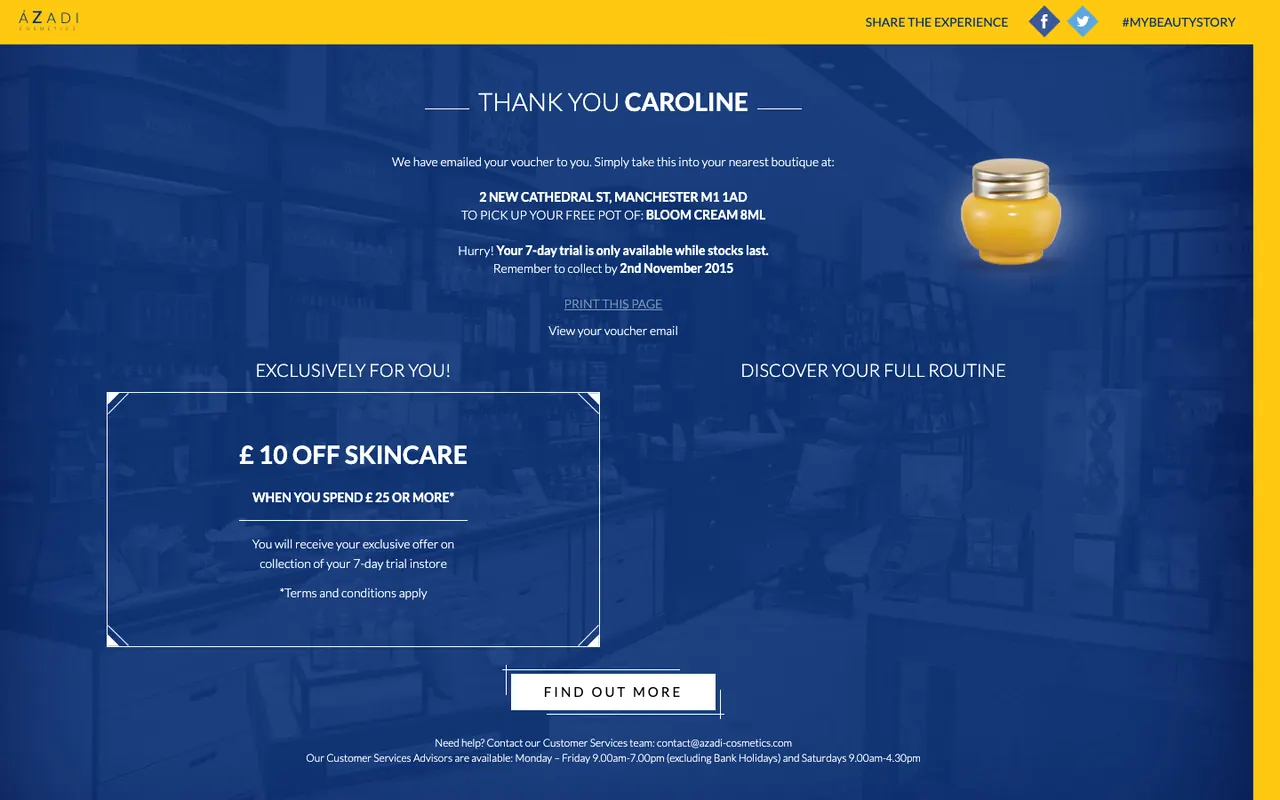 ÁZADI
COSMETICS
SHARE THE EXPERIENCE
#MYBEAUTYSTORY
THANK YOU CAROLINE
We have emailed your voucher to you. Simply take this into your nearest boutique at:
2 NEW CATHEDRAL ST, MANCHESTER M1 1AD
TO PICK UP YOUR FREE POT OF: BLOOM CREAM 8ML
Hurry! Your 7-day trial is only available while stocks last.
Remember to collect by 2nd November 2015
PRINT THIS PAGE
View your voucher email
EXCLUSIVELY FOR YOU!
£ 10 OFF SKINCARE
WHEN YOU SPEND £ 25 OR MORE*
You will receive your exclusive offer on
collection of your 7-day trial instore
*Terms and conditions apply
DISCOVER YOUR FULL ROUTINE
FIND OUT MORE
Need help? Contact our Customer Services team: contact@azadi-cosmetics.com
Our Customer Services Advisors are available: Monday – Friday 9.00am-7.00pm (excluding Bank Holidays) and Saturdays 9.00am-4.30pm